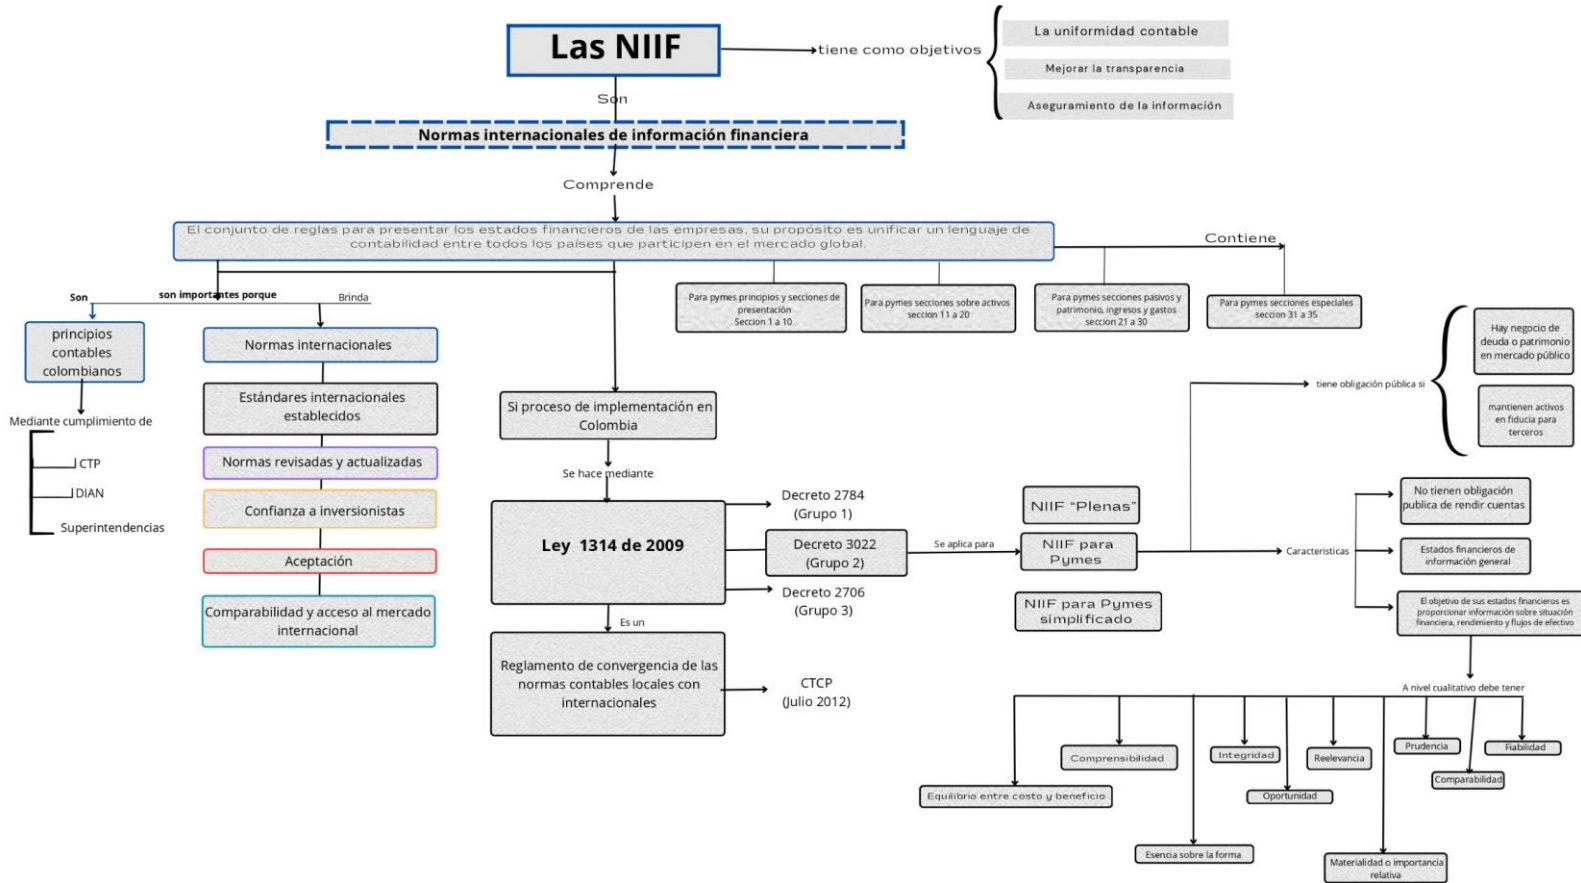 Las NIIF
tiene como objetivos
La uniformidad contable
Mejorar la transparencia
Aseguramiento de la información
Son
Normas internacionales de información financiera
Comprende
El conjunto de reglas para presentar los estados financieros de las empresas, su propósito es unificar un lenguaje de
contabilidad entre todos los países que participen en el mercado global.
Contiene
Para pymes principios y secciones de
presentación
Seccion 1 a 10
Para pymes secciones sobre activos
seccion 11 a 20
Para pymes secciones pasivos y
patrimonio, ingresos y gastos
seccion 21 a 30
Para pymes secciones especiales
seccion 31 a 35
Son
son importantes porque
Brinda
principios
contables
colombianos
Mediante cumplimiento de
CTP
DIAN
Superintendencias
Normas internacionales
Estándares internacionales
establecidos
Normas revisadas y actualizadas
Confianza a inversionistas
Aceptación
Comparabilidad y acceso al mercado
internacional
Si proceso de implementación en
Colombia
Se hace mediante
Ley 1314 de 2009
Decreto 2784
(Grupo 1)
Decreto 3022
(Grupo 2)
Decreto 2706
(Grupo 3)
Es un
Reglamento de convergencia de las
normas contables locales con
internacionales
CTCP
(Julio 2012)
Se aplica para
NIIF “Plenas”
NIIF para
Pymes
NIIF para Pymes
simplificado
tiene obligación pública si
Hay negocio de
deuda o patrimonio
en mercado público
mantienen activos
en fiducia para
terceros
Caracteristicas
No tienen obligación
publica de rendir cuentas
Estados financieros de
información general
El objetivo de sus estados financieros es
proporcionar información sobre situación
financiera, rendimiento y flujos de efectivo
A nivel cualitativo debe tener
Equilibrio entre costo y beneficio
Comprensibilidad
Esencia sobre la forma
Integridad
Oportunidad
Reelevancia
Materialidad o importancia
relativa
Prudencia
Comparabilidad
Fiabilidad